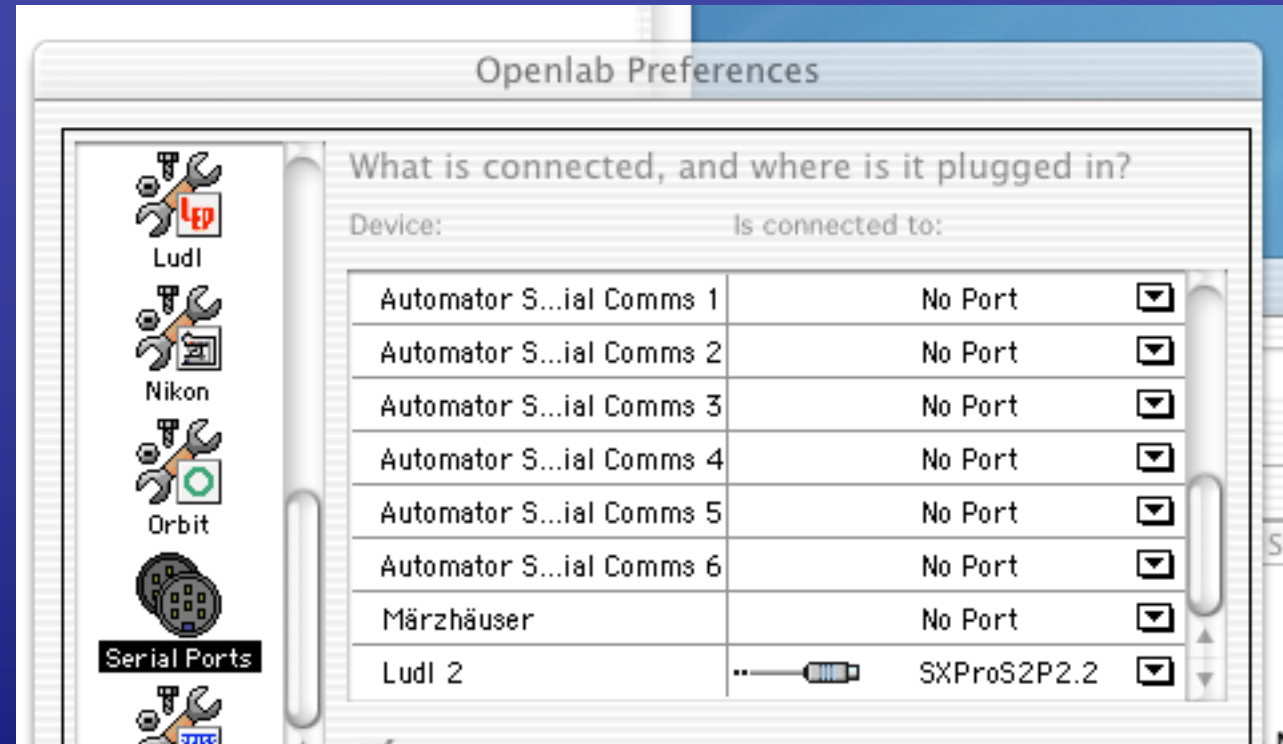 Openlab Preferences
What is connected, and where is it plugged in?
Device: Is connected to:
LEP
Ludl
Nikon
Orbit
Serial Ports
Automator S...ial Comms 1 No Port
Automator S...ial Comms 2 No Port
Automator S...ial Comms 3 No Port
Automator S...ial Comms 4 No Port
Automator S...ial Comms 5 No Port
Automator S...ial Comms 6 No Port
Märzhäuser No Port
Ludl 2 SXProS2P2.2